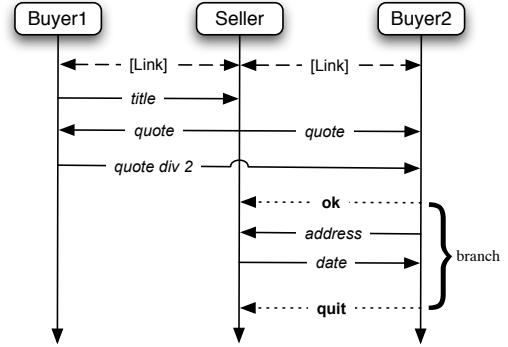 Buyer1 Seller Buyer2
[Link] [Link]
title
quote quote
quote div 2
ok
address
branch
date
quit